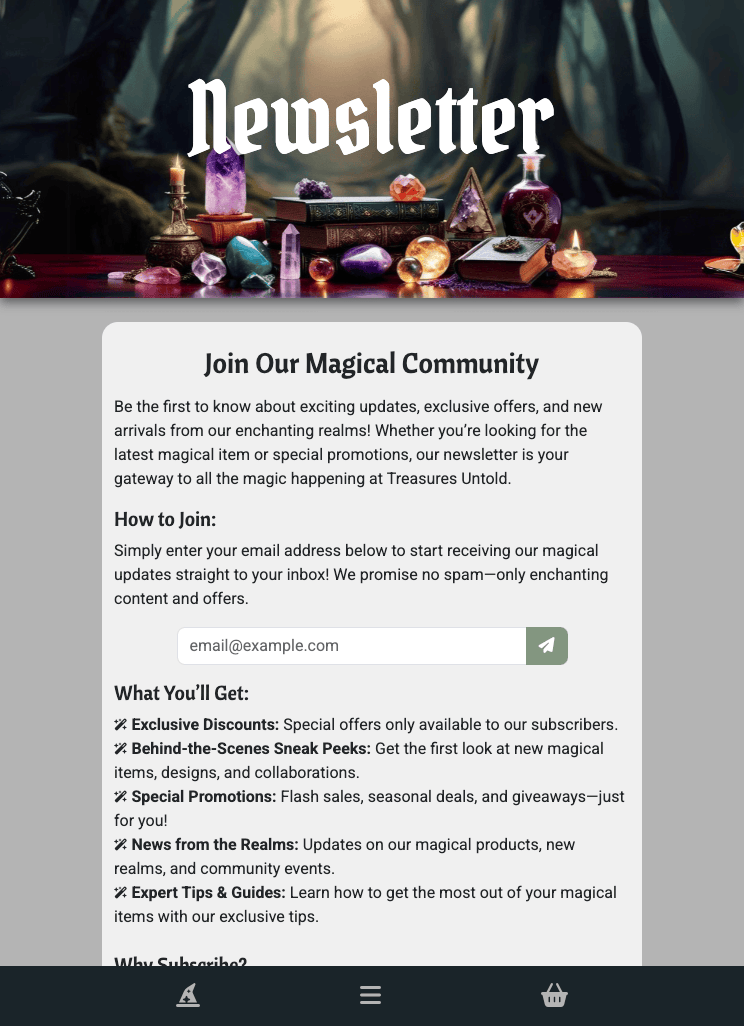 Newsletter
Join Our Magical Community
Be the first to know about exciting updates, exclusive offers, and new
arrivals from our enchanting realms! Whether you’re looking for the
latest magical item or special promotions, our newsletter is your
gateway to all the magic happening at Treasures Untold.
How to Join:
Simply enter your email address below to start receiving our magical
updates straight to your inbox! We promise no spam—only enchanting
content and offers.
email@example.com
What You’ll Get:
Exclusive Discounts: Special offers only available to our subscribers.
Behind-the-Scenes Sneak Peeks: Get the first look at new magical
items, designs, and collaborations.
Special Promotions: Flash sales, seasonal deals, and giveaways—just
for you!
News from the Realms: Updates on our magical products, new
realms, and community events.
Expert Tips & Guides: Learn how to get the most out of your magical
items with our exclusive tips.
Why Subscribe?